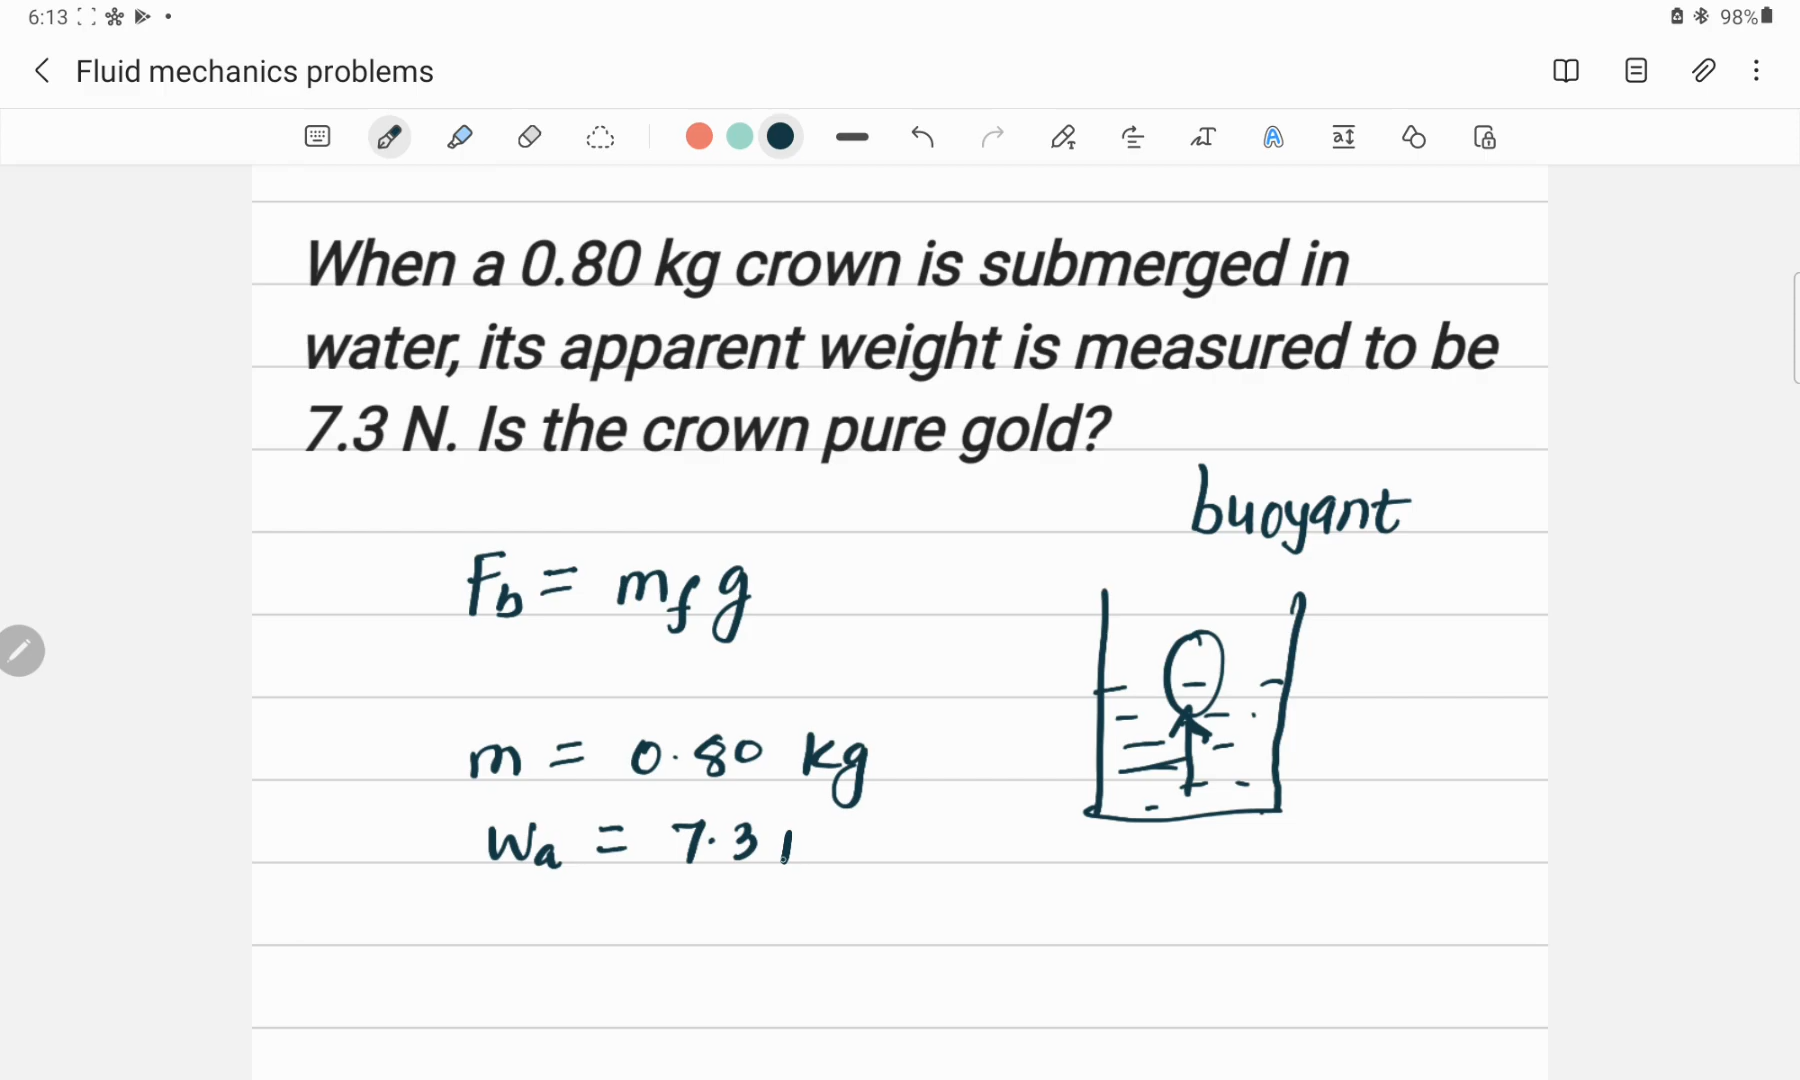 6:13
98%
Fluid mechanics problems
When a 0.80 kg crown is submerged in
water, its apparent weight is measured to be
7.3 N. Is the crown pure gold?
buoyant
Fb = mf g
m = 0.80 kg
Wa = 7.3